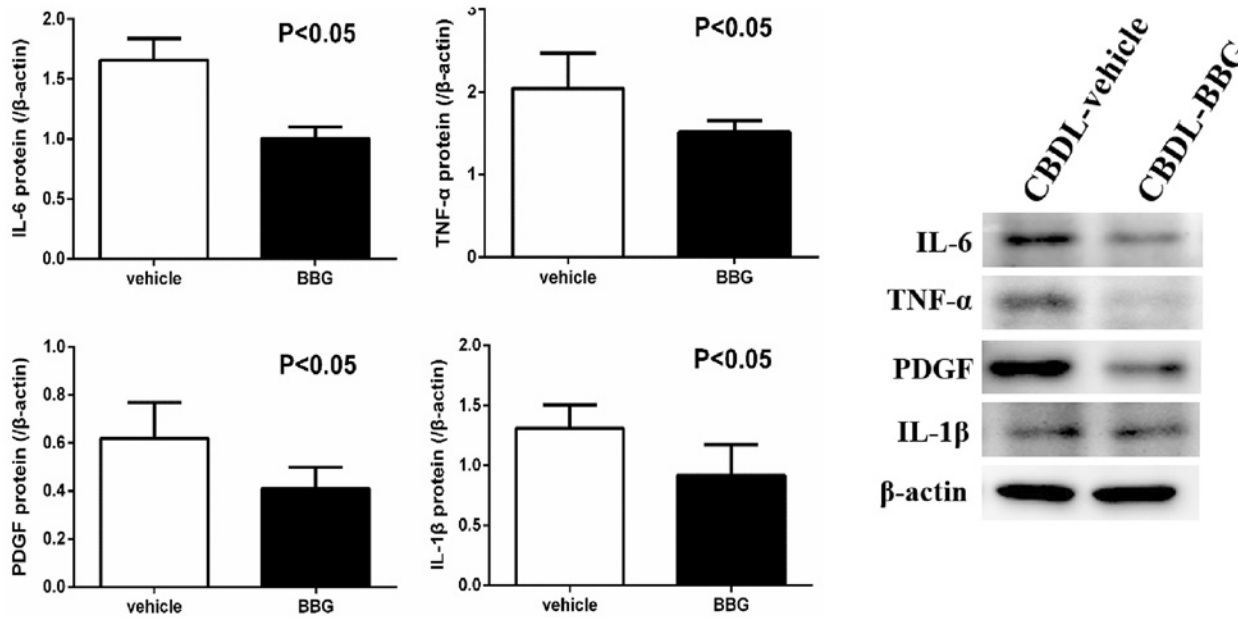 IL-6 protein (/β-actin)
2.0
1.5
1.0
0.5
0.0
P<0.05
vehicle
BBG
TNF-α protein (/β-actin)
3
2
1
0
P<0.05
vehicle
BBG
PDGF protein (/β-actin)
1.0
0.8
0.6
0.4
0.2
0.0
P<0.05
vehicle
BBG
IL-1β protein (/β-actin)
2.0
1.5
1.0
0.5
0.0
P<0.05
vehicle
BBG
CBDL-vehicle
CBDL-BBG
IL-6
TNF-α
PDGF
IL-1β
β-actin